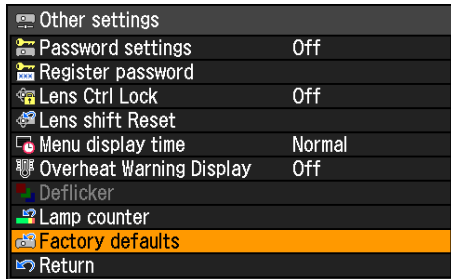 Other settings
Password settings Off
Register password
Lens Ctrl Lock Off
Lens shift Reset
Menu display time Normal
Overheat Warning Display Off
Deflicker
Lamp counter
Factory defaults
Return